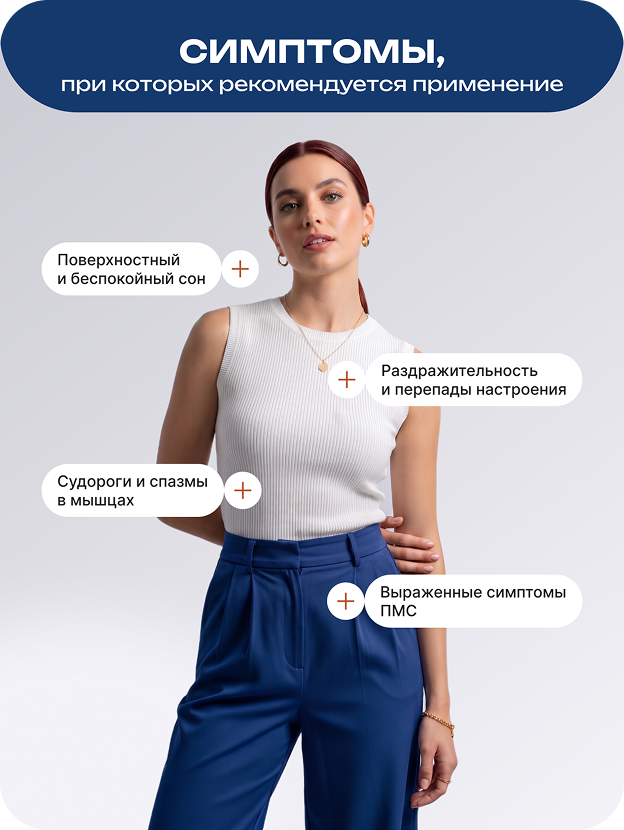 СИМПТОМЫ,
при которых рекомендуется применение
Поверхностный
и беспокойный сон
Раздражительность
и перепады настроения
Судороги и спазмы
в мышцах
Выраженные симптомы
ПМС